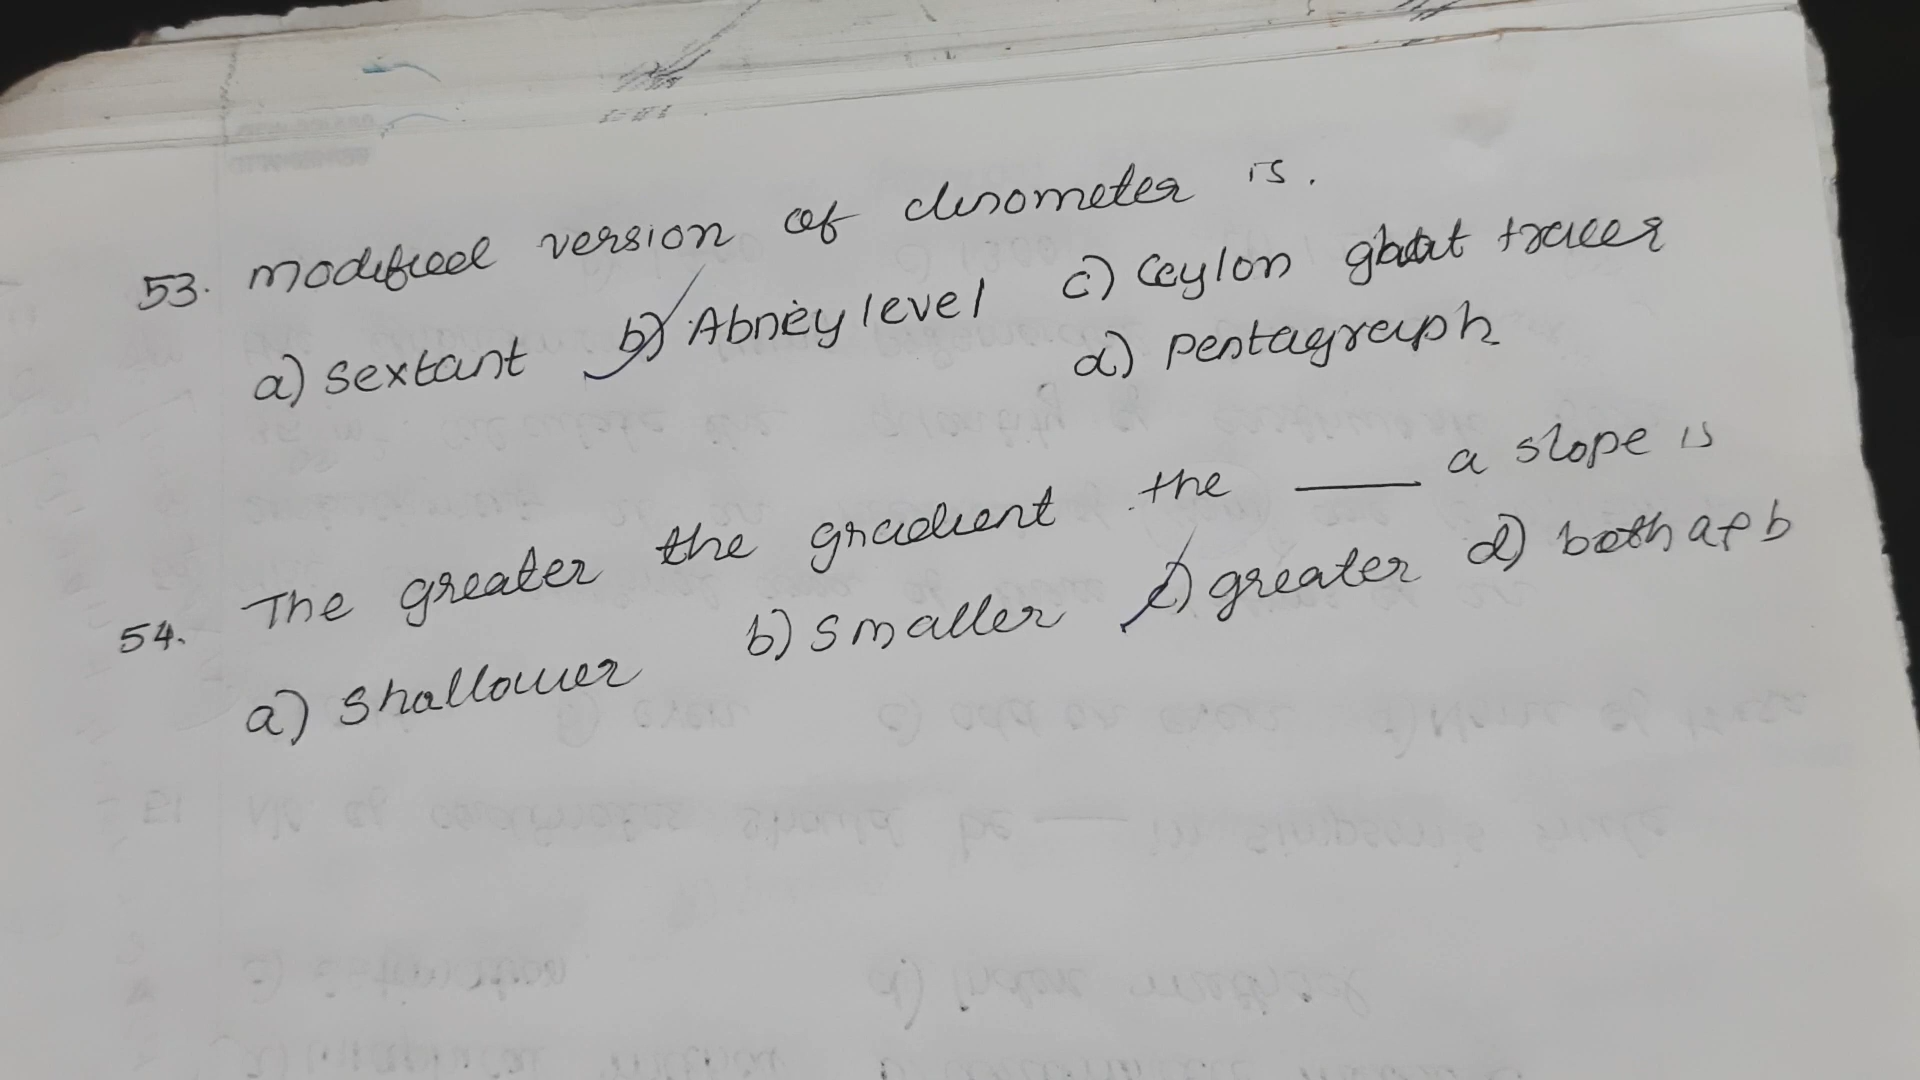 53. modified version of clinometer is.
a) Sextant b) Abney level c) Ceylon ghat tracer
d) Pentagraph
54. The greater the gradient the ____ a slope is
a) Shallower b) Smaller c) greater d) both a & b